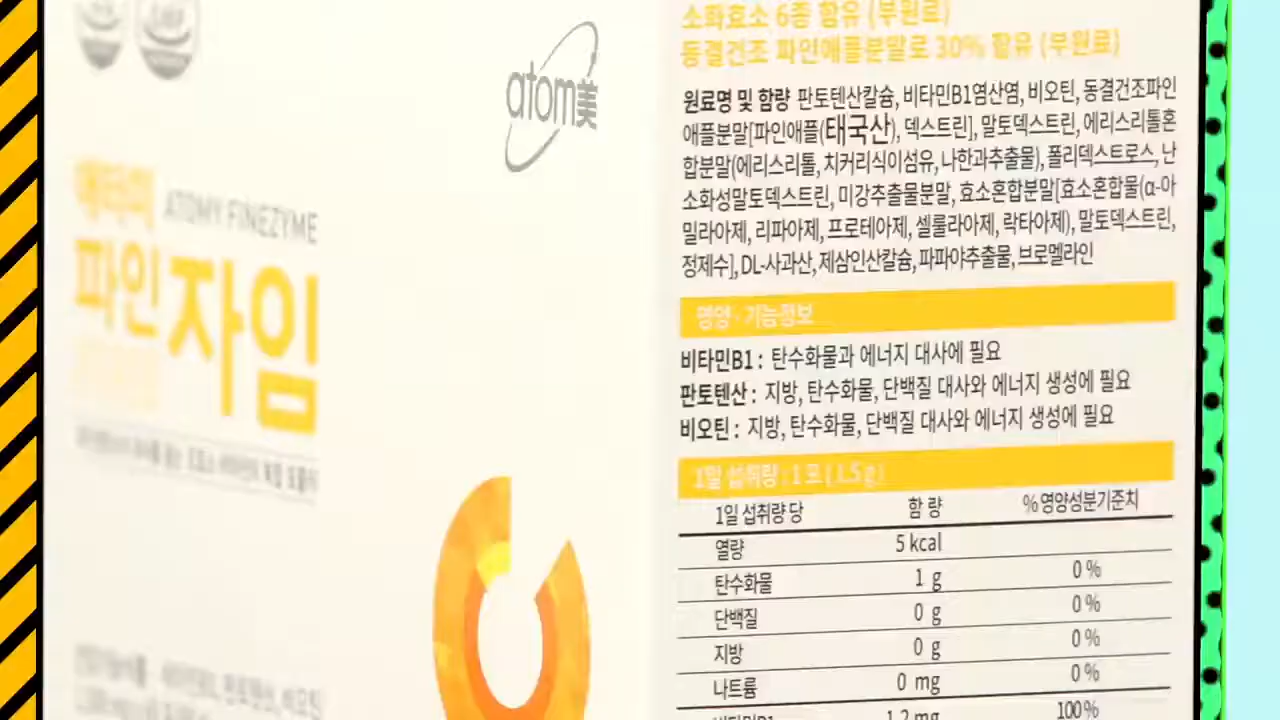 atom美
애터미 ATOMY FINEZYME
파인자임
소화효소 6종 함유 (부원료)
동결건조 파인애플분말로 30% 함유 (부원료)
원료명 및 함량 판토텐산칼슘, 비타민B1염산염, 비오틴, 동결건조파인
애플분말[파인애플(태국산), 덱스트린], 말토덱스트린, 에리스리톨혼
합분말(에리스리톨, 치커리식이섬유, 나한과추출물), 폴리덱스트로스, 난
소화성말토덱스트린, 미강추출물분말, 효소혼합분말[효소혼합물(α-아
밀라아제, 리파아제, 프로테아제, 셀룰라아제, 락타아제), 말토덱스트린,
정제수], DL-사과산, 제삼인산칼슘, 파파야추출물, 브로멜라인
영양·기능정보
비타민B1 : 탄수화물과 에너지 대사에 필요
판토텐산 : 지방, 탄수화물, 단백질 대사와 에너지 생성에 필요
비오틴 : 지방, 탄수화물, 단백질 대사와 에너지 생성에 필요
1일 섭취량 : 1포 (1.5 g)
1일 섭취량 당 함 량 % 영양성분기준치
열량 5 kcal
탄수화물 1 g 0 %
단백질 0 g 0 %
지방 0 g 0 %
나트륨 0 mg 0 %
비타민B1 1.2 mg 100 %